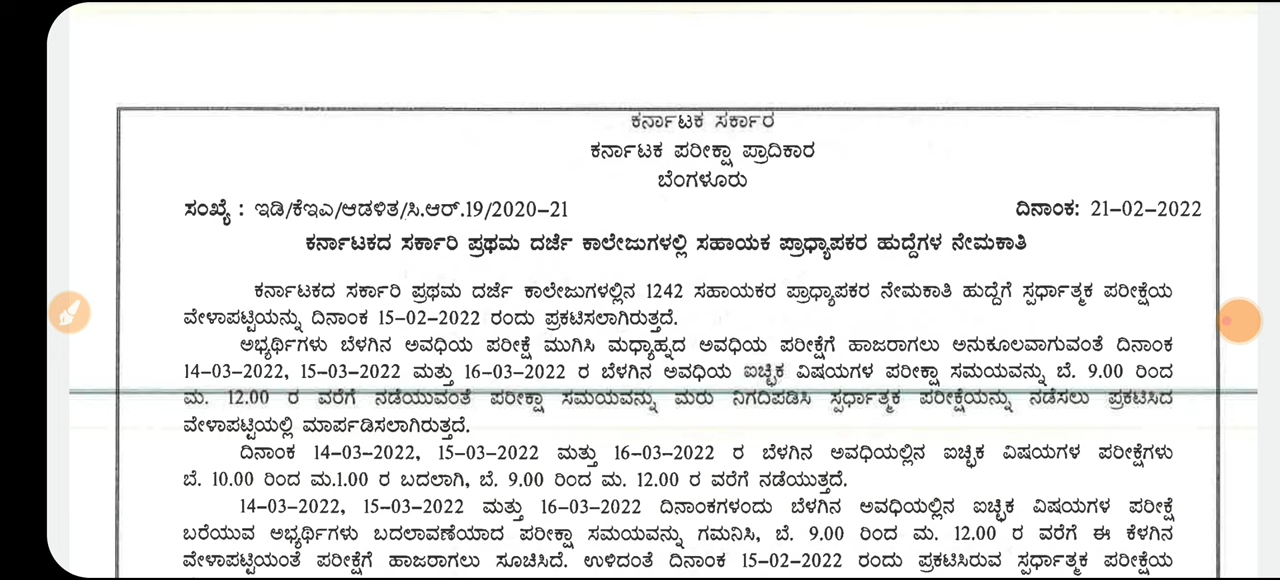 ಕರ್ನಾಟಕ ಸರ್ಕಾರ
ಕರ್ನಾಟಕ ಪರೀಕ್ಷಾ ಪ್ರಾದಿಕಾರ
ಬೆಂಗಳೂರು
ಸಂಖ್ಯೆ : ಇಡಿ/ಕೆಇಎ/ಆಡಳಿತ/ಸಿ.ಆರ್.19/2020-21 ದಿನಾಂಕ: 21-02-2022
ಕರ್ನಾಟಕದ ಸರ್ಕಾರಿ ಪ್ರಥಮ ದರ್ಜೆ ಕಾಲೇಜುಗಳಲ್ಲಿ ಸಹಾಯಕ ಪ್ರಾಧ್ಯಾಪಕರ ಹುದ್ದೆಗಳ ನೇಮಕಾತಿ
ಕರ್ನಾಟಕದ ಸರ್ಕಾರಿ ಪ್ರಥಮ ದರ್ಜೆ ಕಾಲೇಜುಗಳಲ್ಲಿನ 1242 ಸಹಾಯಕರ ಪ್ರಾಧ್ಯಾಪಕರ ನೇಮಕಾತಿ ಹುದ್ದೆಗೆ ಸ್ಪರ್ಧಾತ್ಮಕ ಪರೀಕ್ಷೆಯ
ವೇಳಾಪಟ್ಟಿಯನ್ನು ದಿನಾಂಕ 15-02-2022 ರಂದು ಪ್ರಕಟಿಸಲಾಗಿರುತ್ತದೆ.
ಅಭ್ಯರ್ಥಿಗಳು ಬೆಳಗಿನ ಅವಧಿಯ ಪರೀಕ್ಷೆ ಮುಗಿಸಿ ಮಧ್ಯಾಹ್ನದ ಅವಧಿಯ ಪರೀಕ್ಷೆಗೆ ಹಾಜರಾಗಲು ಅನುಕೂಲವಾಗುವಂತೆ ದಿನಾಂಕ
14-03-2022, 15-03-2022 ಮತ್ತು 16-03-2022 ರ ಬೆಳಗಿನ ಅವಧಿಯ ಐಚ್ಛಿಕ ವಿಷಯಗಳ ಪರೀಕ್ಷಾ ಸಮಯವನ್ನು ಬೆ. 9.00 ರಿಂದ
ಮ. 12.00 ರ ವರೆಗೆ ನಡೆಯುವಂತೆ ಪರೀಕ್ಷಾ ಸಮಯವನ್ನು ಮರು ನಿಗದಿಪಡಿಸಿ ಸ್ಪರ್ಧಾತ್ಮಕ ಪರೀಕ್ಷೆಯನ್ನು ನಡೆಸಲು ಪ್ರಕಟಿಸಿದ
ವೇಳಾಪಟ್ಟಿಯಲ್ಲಿ ಮಾರ್ಪಡಿಸಲಾಗಿರುತ್ತದೆ.
ದಿನಾಂಕ 14-03-2022, 15-03-2022 ಮತ್ತು 16-03-2022 ರ ಬೆಳಗಿನ ಅವಧಿಯಲ್ಲಿನ ಐಚ್ಛಿಕ ವಿಷಯಗಳ ಪರೀಕ್ಷೆಗಳು
ಬೆ. 10.00 ರಿಂದ ಮ.1.00 ರ ಬದಲಾಗಿ, ಬೆ. 9.00 ರಿಂದ ಮ. 12.00 ರ ವರೆಗೆ ನಡೆಯುತ್ತದೆ.
14-03-2022, 15-03-2022 ಮತ್ತು 16-03-2022 ದಿನಾಂಕಗಳಂದು ಬೆಳಗಿನ ಅವಧಿಯಲ್ಲಿನ ಐಚ್ಛಿಕ ವಿಷಯಗಳ ಪರೀಕ್ಷೆ
ಬರೆಯುವ ಅಭ್ಯರ್ಥಿಗಳು ಬದಲಾವಣೆಯಾದ ಪರೀಕ್ಷಾ ಸಮಯವನ್ನು ಗಮನಿಸಿ, ಬೆ. 9.00 ರಿಂದ ಮ. 12.00 ರ ವರೆಗೆ ಈ ಕೆಳಗಿನ
ವೇಳಾಪಟ್ಟಿಯಂತೆ ಪರೀಕ್ಷೆಗೆ ಹಾಜರಾಗಲು ಸೂಚಿಸಿದೆ. ಉಳಿದಂತೆ ದಿನಾಂಕ 15-02-2022 ರಂದು ಪ್ರಕಟಿಸಿರುವ ಸ್ಪರ್ಧಾತ್ಮಕ ಪರೀಕ್ಷೆಯ